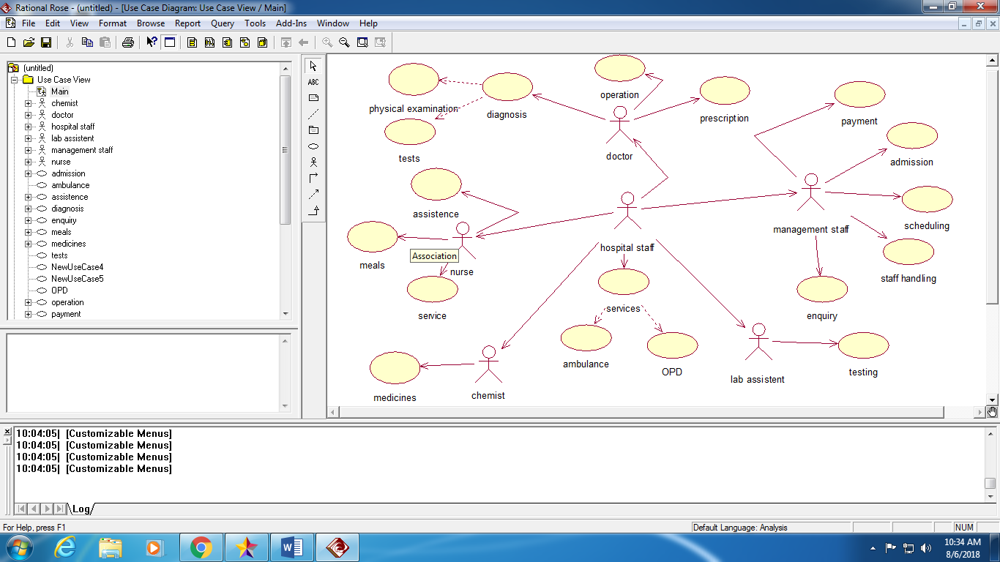 Rational Rose - (untitled) - [Use Case Diagram: Use Case View / Main]
File Edit View Format Browse Report Query Tools Add-Ins Window Help
(untitled)
Use Case View
Main
chemist
doctor
hospital staff
lab assistent
management staff
nurse
admission
ambulance
assistence
diagnosis
enquiry
meals
medicines
tests
NewUseCase4
NewUseCase5
OPD
operation
payment
ABC
physical examination
diagnosis
operation
prescription
payment
tests
doctor
admission
assistence
scheduling
management staff
hospital staff
meals
Association
nurse
staff handling
service
services
enquiry
ambulance
OPD
lab assistent
testing
medicines
chemist
10:04:05| [Customizable Menus]
10:04:05| [Customizable Menus]
10:04:05| [Customizable Menus]
10:04:05| [Customizable Menus]
Log
For Help, press F1
Default Language: Analysis
NUM
10:34 AM
8/6/2018